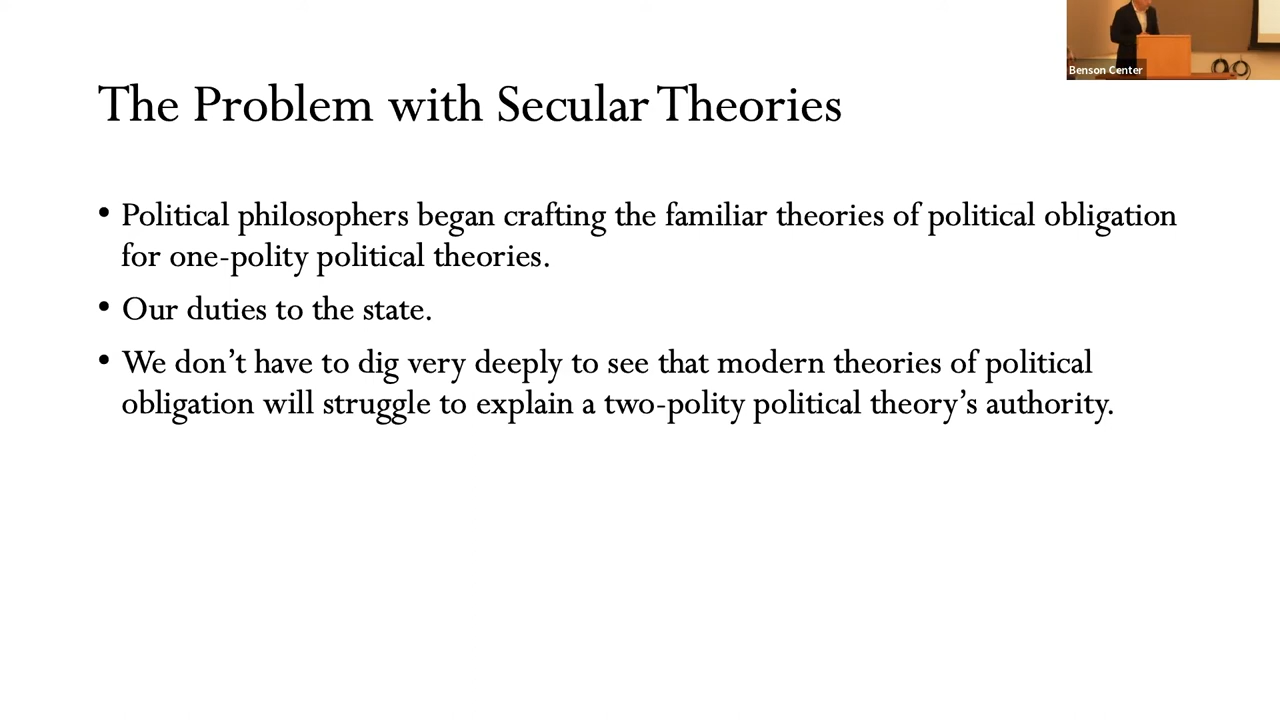 Benson Center
The Problem with Secular Theories
• Political philosophers began crafting the familiar theories of political obligation
for one-polity political theories.
• Our duties to the state.
• We don’t have to dig very deeply to see that modern theories of political
obligation will struggle to explain a two-polity political theory’s authority.